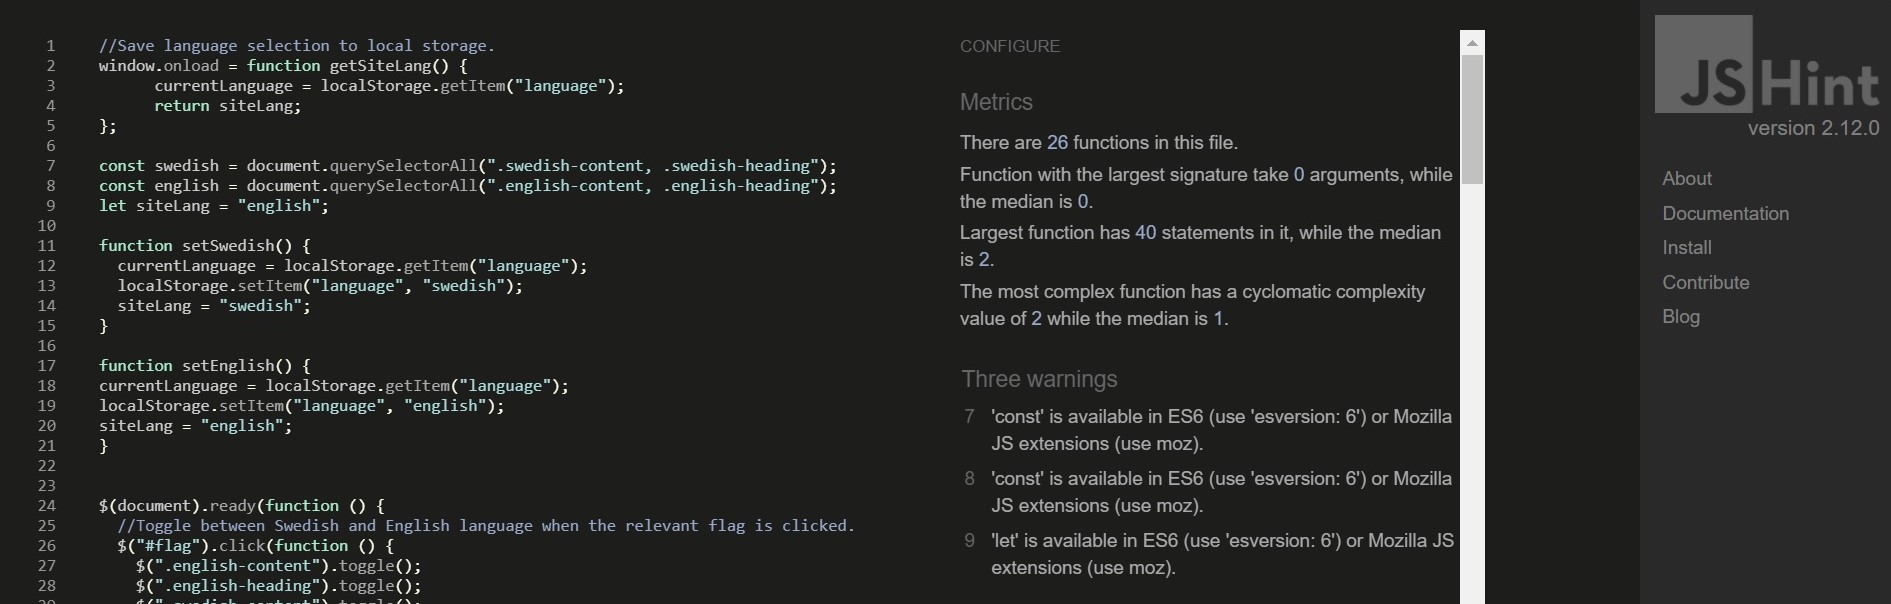 1 //Save language selection to local storage.
2 window.onload = function getSiteLang() {
3 currentLanguage = localStorage.getItem("language");
4 return siteLang;
5 };
6
7 const swedish = document.querySelectorAll(".swedish-content, .swedish-heading");
8 const english = document.querySelectorAll(".english-content, .english-heading");
9 let siteLang = "english";
10
11 function setSwedish() {
12 currentLanguage = localStorage.getItem("language");
13 localStorage.setItem("language", "swedish");
14 siteLang = "swedish";
15 }
16
17 function setEnglish() {
18 currentLanguage = localStorage.getItem("language");
19 localStorage.setItem("language", "english");
20 siteLang = "english";
21 }
22
23
24 $(document).ready(function () {
25 //Toggle between Swedish and English language when the relevant flag is clicked.
26 $("#flag").click(function () {
27 $(".english-content").toggle();
28 $(".english-heading").toggle();
29 $(".swedish-content").toggle();
CONFIGURE
Metrics
There are 26 functions in this file.
Function with the largest signature take 0 arguments, while
the median is 0.
Largest function has 40 statements in it, while the median
is 2.
The most complex function has a cyclomatic complexity
value of 2 while the median is 1.
Three warnings
7 'const' is available in ES6 (use 'esversion: 6') or Mozilla
JS extensions (use moz).
8 'const' is available in ES6 (use 'esversion: 6') or Mozilla
JS extensions (use moz).
9 'let' is available in ES6 (use 'esversion: 6') or Mozilla JS
extensions (use moz).
JSHint
version 2.12.0
About
Documentation
Install
Contribute
Blog